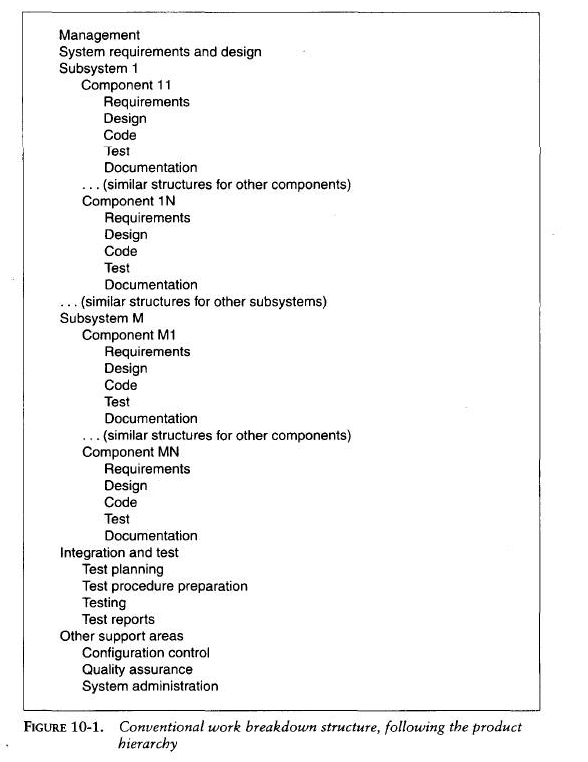 Management
System requirements and design
Subsystem 1
Component 11
Requirements
Design
Code
Test
Documentation
. . . (similar structures for other components)
Component 1N
Requirements
Design
Code
Test
Documentation
. . . (similar structures for other subsystems)
Subsystem M
Component M1
Requirements
Design
Code
Test
Documentation
. . . (similar structures for other components)
Component MN
Requirements
Design
Code
Test
Documentation
Integration and test
Test planning
Test procedure preparation
Testing
Test reports
Other support areas
Configuration control
Quality assurance
System administration
FIGURE 10-1. Conventional work breakdown structure, following the product
hierarchy